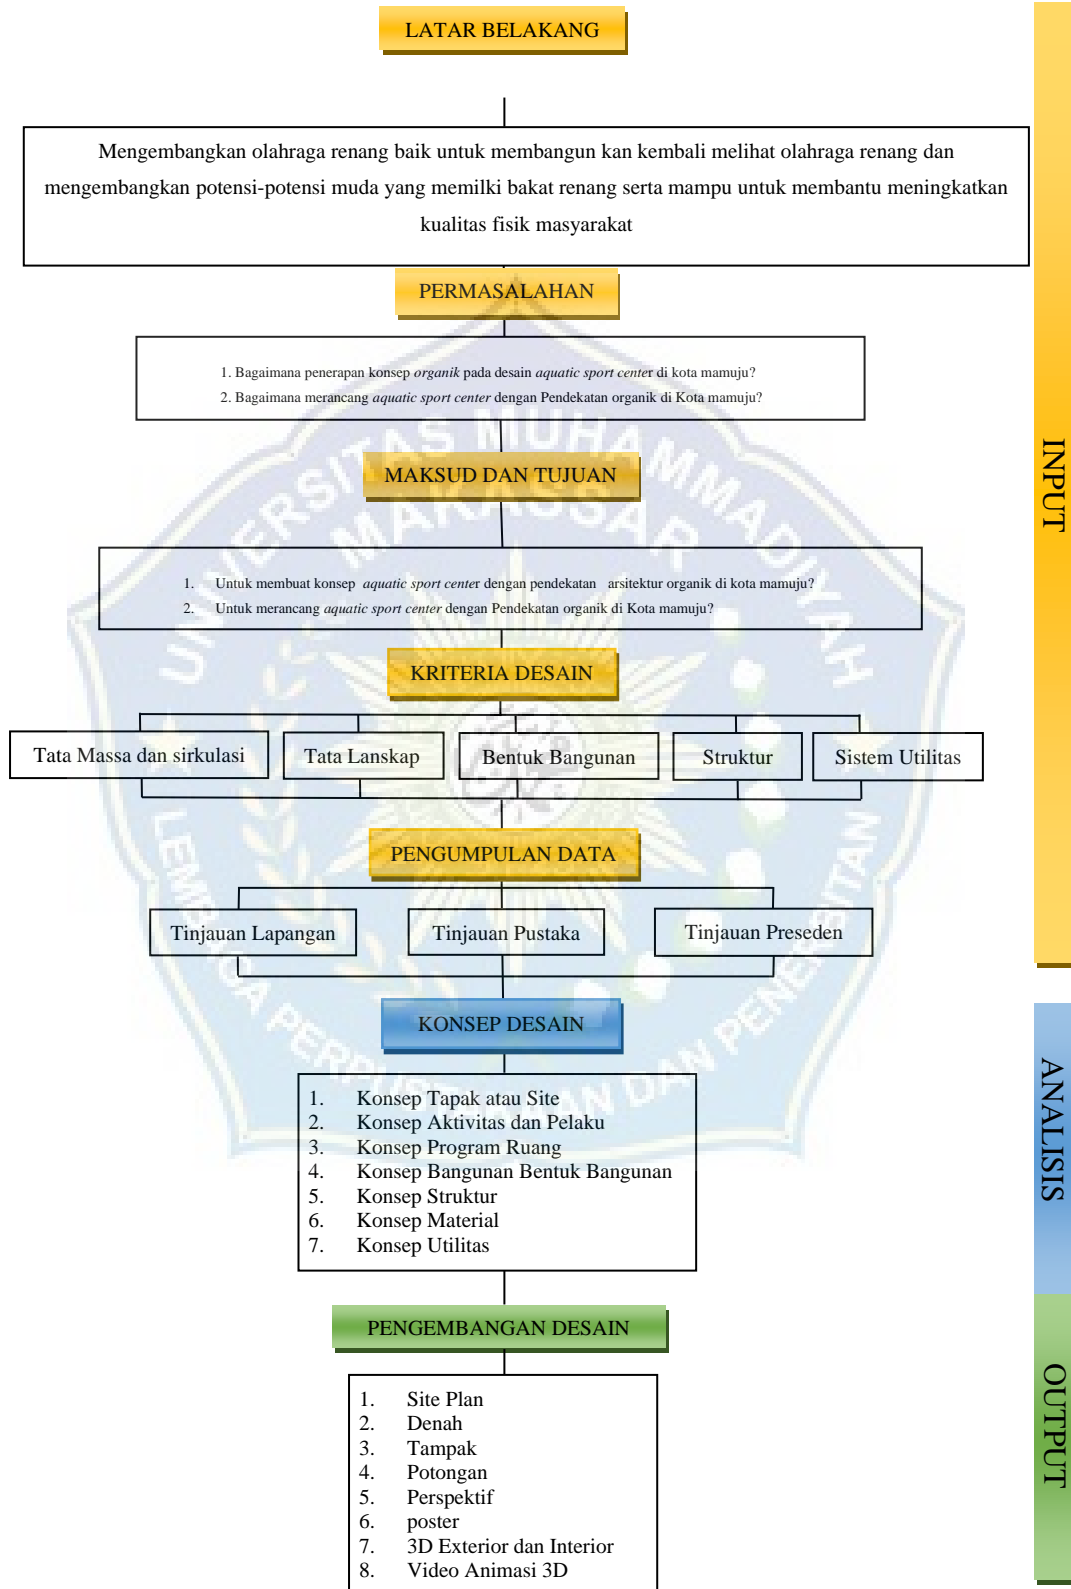 LATAR BELAKANG
Mengembangkan olahraga renang baik untuk membangun kan kembali melihat olahraga renang dan
mengembangkan potensi-potensi muda yang memilki bakat renang serta mampu untuk membantu meningkatkan
kualitas fisik masyarakat
PERMASALAHAN
1. Bagaimana penerapan konsep organik pada desain aquatic sport center di kota mamuju?
2. Bagaimana merancang aquatic sport center dengan Pendekatan organik di Kota mamuju?
MAKSUD DAN TUJUAN
1. Untuk membuat konsep aquatic sport center dengan pendekatan arsitektur organik di kota mamuju?
2. Untuk merancang aquatic sport center dengan Pendekatan organik di Kota mamuju?
KRITERIA DESAIN
Tata Massa dan sirkulasi
Tata Lanskap
Bentuk Bangunan
Struktur
Sistem Utilitas
PENGUMPULAN DATA
Tinjauan Lapangan
Tinjauan Pustaka
Tinjauan Preseden
KONSEP DESAIN
1. Konsep Tapak atau Site
2. Konsep Aktivitas dan Pelaku
3. Konsep Program Ruang
4. Konsep Bangunan Bentuk Bangunan
5. Konsep Struktur
6. Konsep Material
7. Konsep Utilitas
PENGEMBANGAN DESAIN
1. Site Plan
2. Denah
3. Tampak
4. Potongan
5. Perspektif
6. poster
7. 3D Exterior dan Interior
8. Video Animasi 3D
INPUT
ANALISIS
OUTPUT
UNIVERSITAS MUHAMMADIYAH
MAKASSAR
LEMBAGA PERPUSTAKAAN DAN PENERBITAN